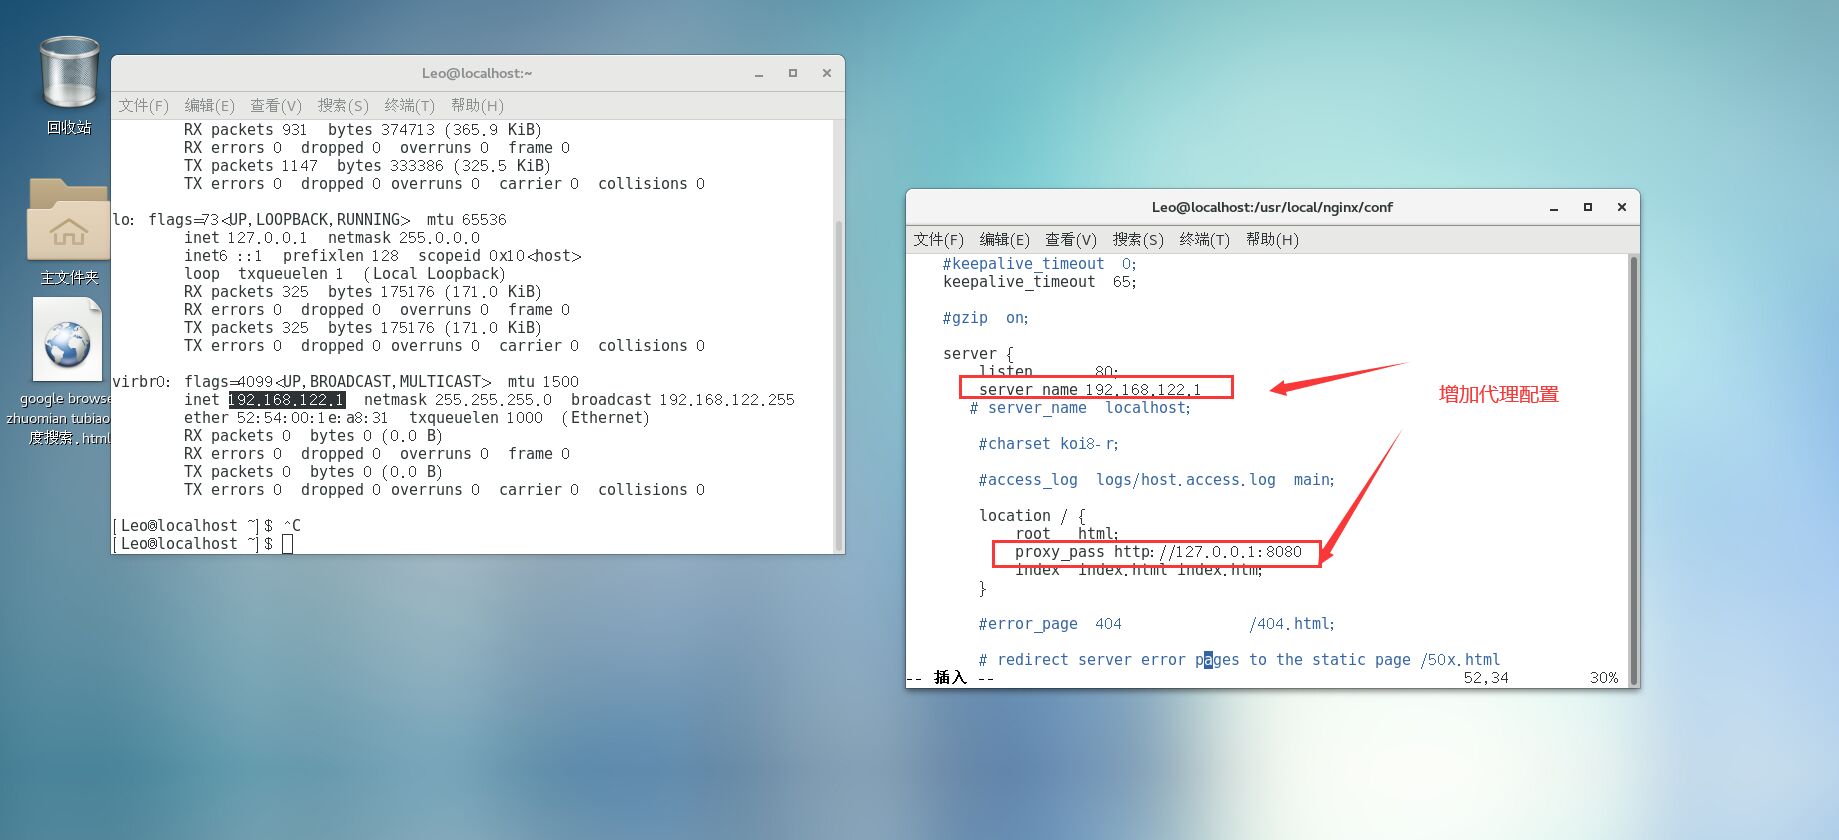 回收站
主文件夹
google browse
zhuomian tubiao
度搜索.html
Leo@localhost:~
文件(F) 编辑(E) 查看(V) 搜索(S) 终端(T) 帮助(H)
RX packets 931  bytes 374713 (365.9 KiB)
RX errors 0  dropped 0  overruns 0  frame 0
TX packets 1147  bytes 333386 (325.5 KiB)
TX errors 0  dropped 0 overruns 0  carrier 0  collisions 0
lo: flags=73<UP,LOOPBACK,RUNNING>  mtu 65536
inet 127.0.0.1  netmask 255.0.0.0
inet6 ::1  prefixlen 128  scopeid 0x10<host>
loop  txqueuelen 1  (Local Loopback)
RX packets 325  bytes 175176 (171.0 KiB)
RX errors 0  dropped 0  overruns 0  frame 0
TX packets 325  bytes 175176 (171.0 KiB)
TX errors 0  dropped 0 overruns 0  carrier 0  collisions 0
virbr0: flags=4099<UP,BROADCAST,MULTICAST>  mtu 1500
inet 192.168.122.1  netmask 255.255.255.0  broadcast 192.168.122.255
ether 52:54:00:1e:a8:31  txqueuelen 1000  (Ethernet)
RX packets 0  bytes 0 (0.0 B)
RX errors 0  dropped 0  overruns 0  frame 0
TX packets 0  bytes 0 (0.0 B)
TX errors 0  dropped 0 overruns 0  carrier 0  collisions 0
[Leo@localhost ~]$ ^C
[Leo@localhost ~]$
Leo@localhost:/usr/local/nginx/conf
文件(F) 编辑(E) 查看(V) 搜索(S) 终端(T) 帮助(H)
#keepalive_timeout  0;
keepalive_timeout  65;
#gzip  on;
server {
listen       80;
server_name 192.168.122.1
# server_name  localhost;
#charset koi8-r;
#access_log  logs/host.access.log  main;
location / {
root   html;
proxy_pass http://127.0.0.1:8080
index  index.html index.htm;
}
#error_page  404              /404.html;
# redirect server error pages to the static page /50x.html
-- 插入 --
52,34
30%
增加代理配置